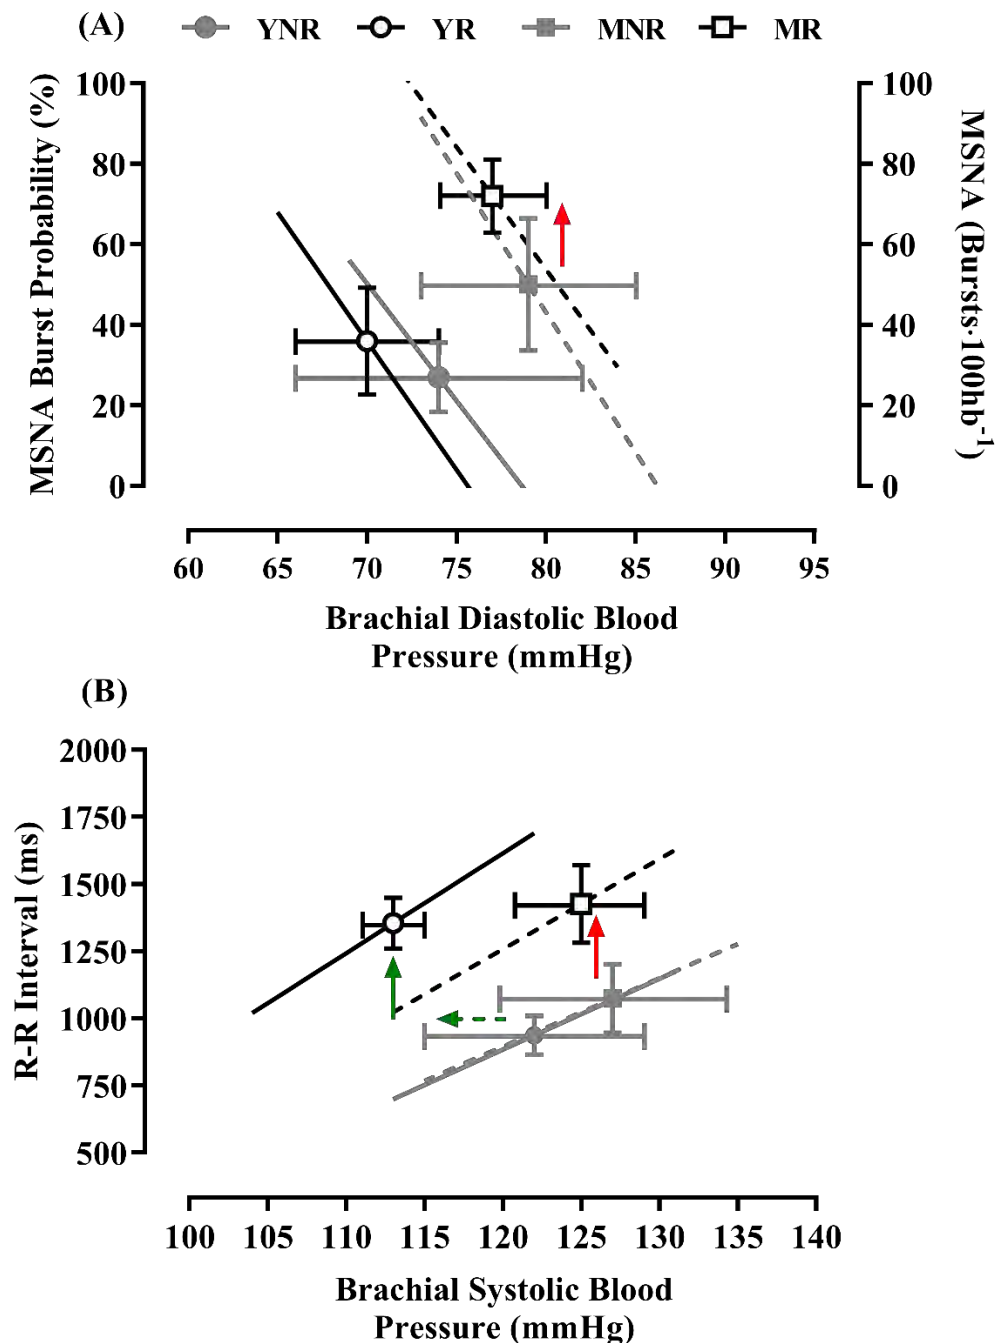 (A) YNR YR MNR MR
MSNA Burst Probability (%)
100
80
60
40
20
0
100
80
60
40
20
0
MSNA (Bursts·100hb-1)
60 65 70 75 80 85 90 95
Brachial Diastolic Blood
Pressure (mmHg)
(B)
R-R Interval (ms)
2000
1750
1500
1250
1000
750
500
100 105 110 115 120 125 130 135 140
Brachial Systolic Blood
Pressure (mmHg)